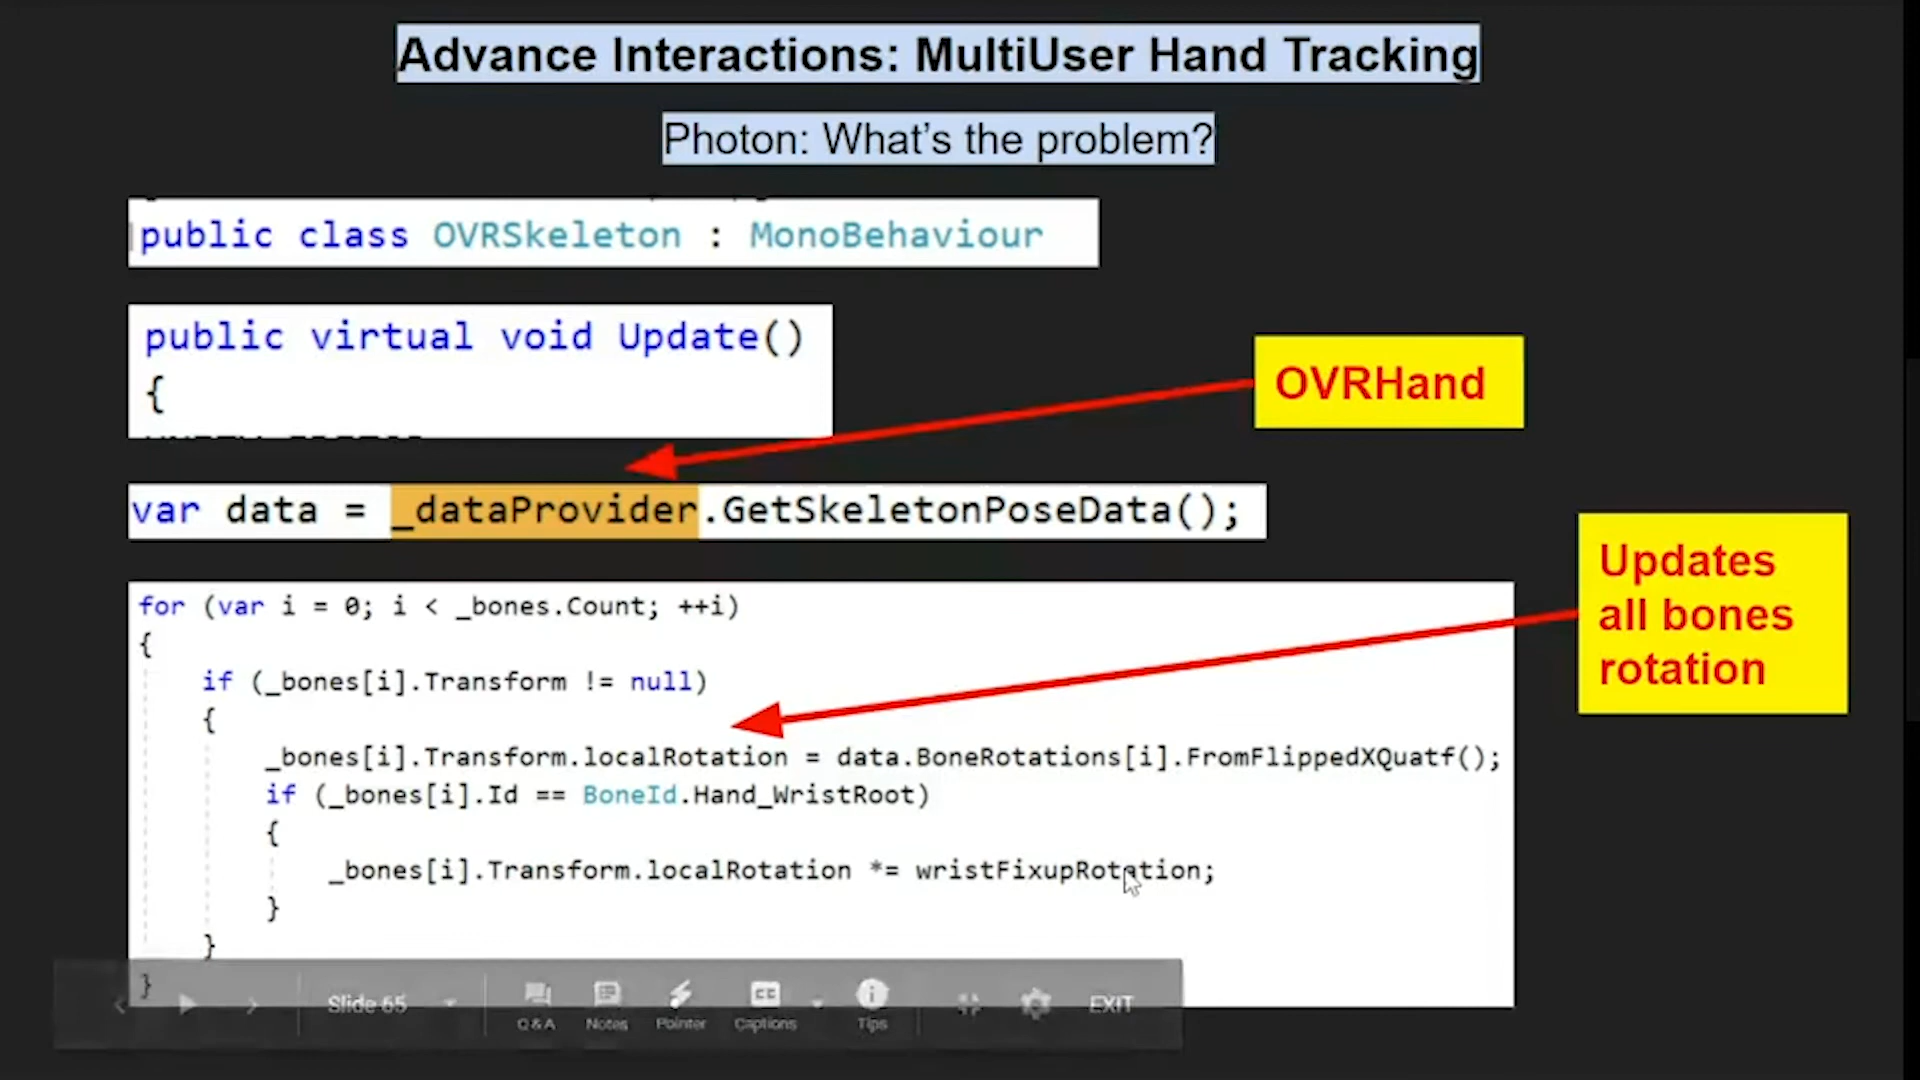 Advance Interactions: MultiUser Hand Tracking
Photon: What's the problem?
public class OVRSkeleton : MonoBehaviour
public virtual void Update()
{
OVRHand
var data = _dataProvider.GetSkeletonPoseData();
Updates
all bones
rotation
for (var i = 0; i < _bones.Count; ++i)
{
if (_bones[i].Transform != null)
{
_bones[i].Transform.localRotation = data.BoneRotations[i].FromFlippedXQuatf();
if (_bones[i].Id == BoneId.Hand_WristRoot)
{
_bones[i].Transform.localRotation *= wristFixupRotation;
}
}
}
Slide 65
Q&A
Notes
Pointer
CC
Captions
Tips
EXIT